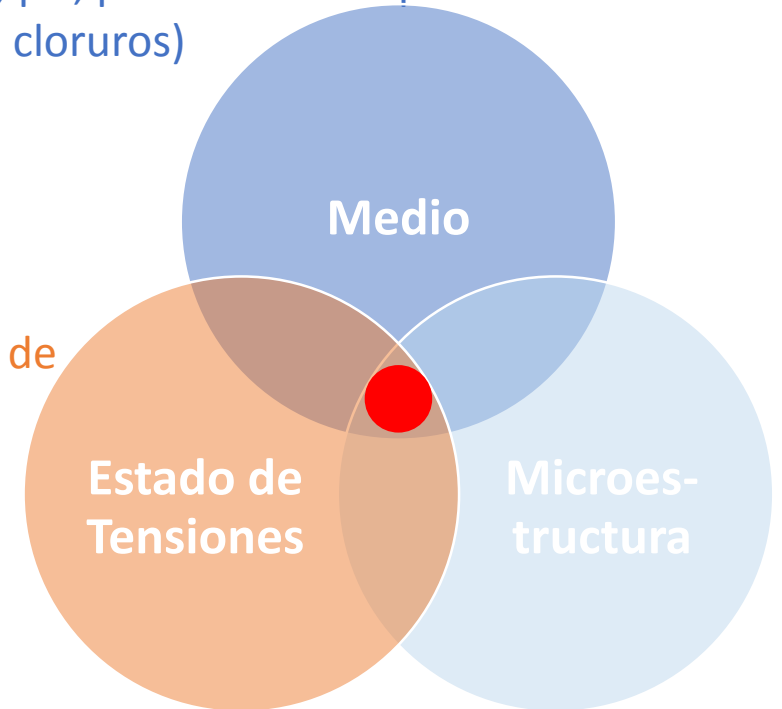 cloruros)
Medio
de
Estado de
Tensiones
Microes-
tructura